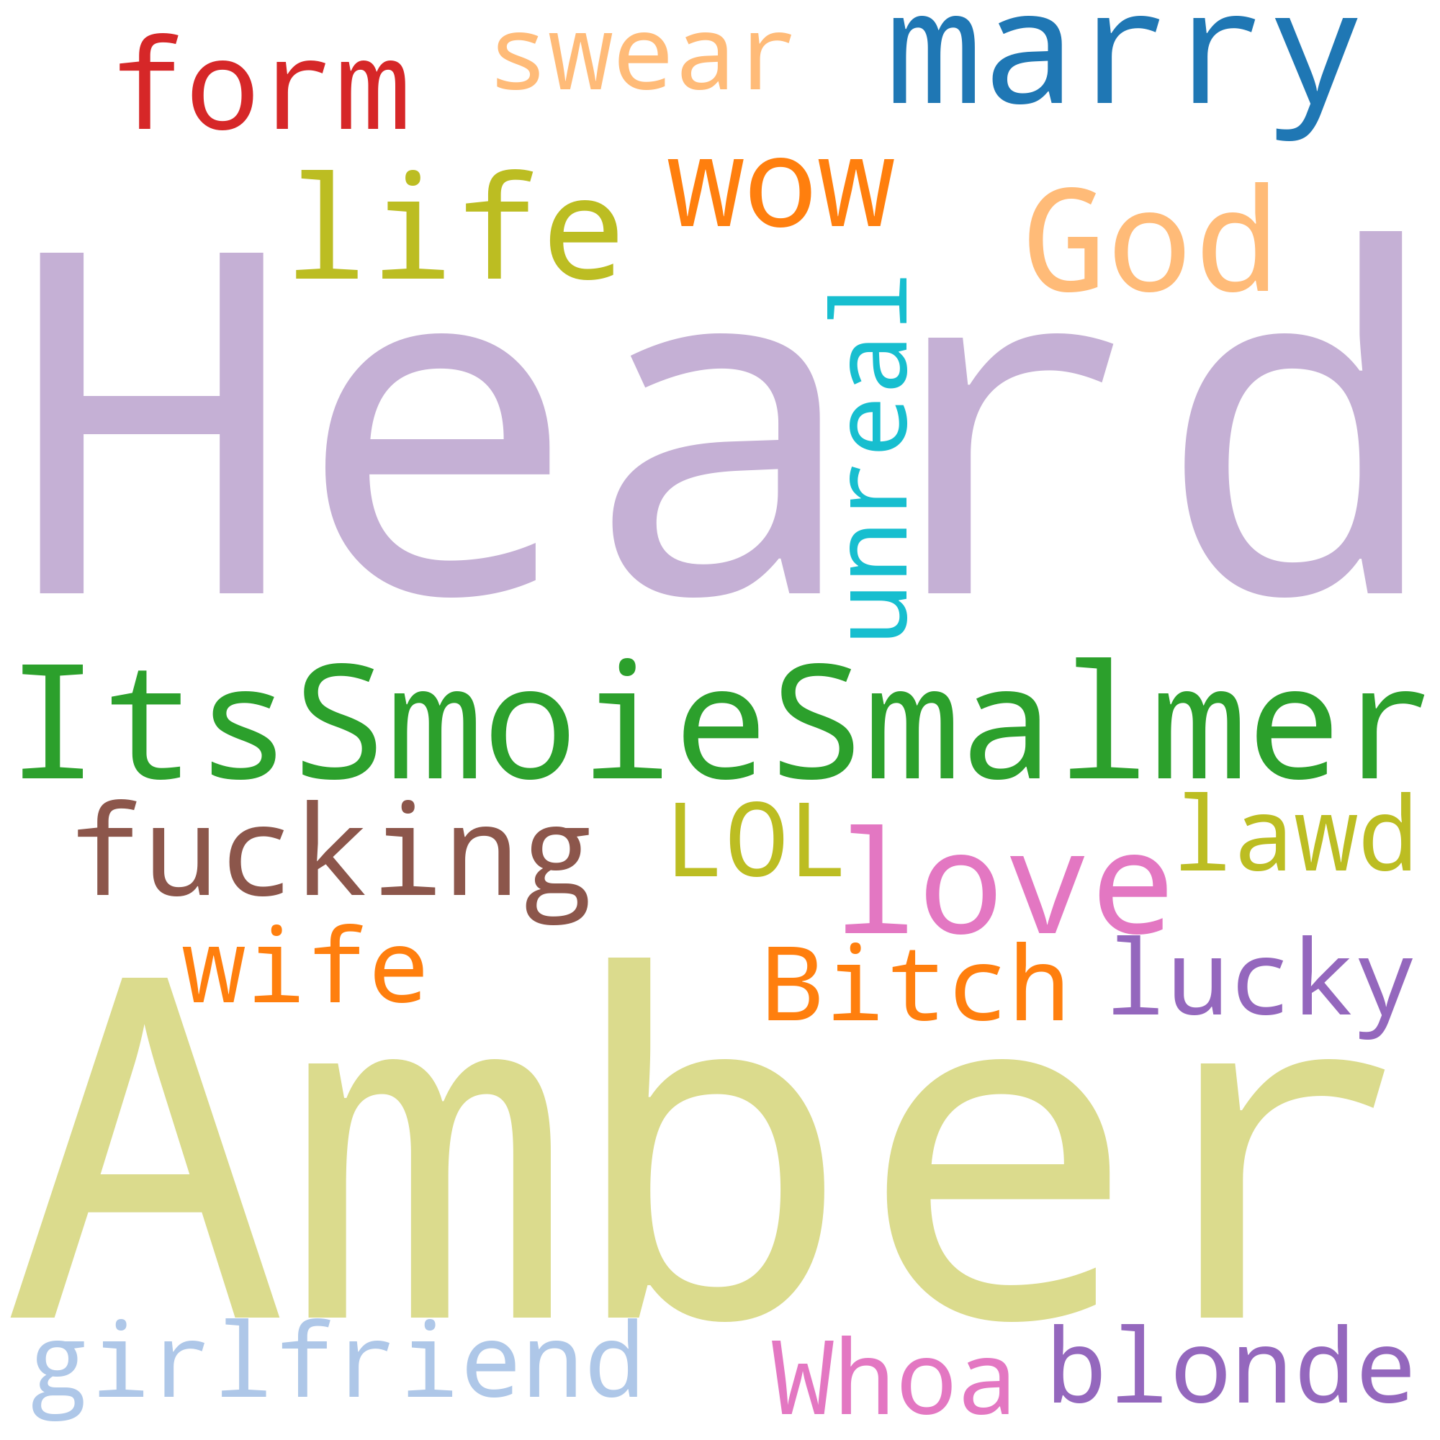 form swear marry
life wow God
Heard
unreal
ItsSmoieSmalmer
fucking LOL love lawd
wife Bitch lucky
Amber
girlfriend Whoa blonde